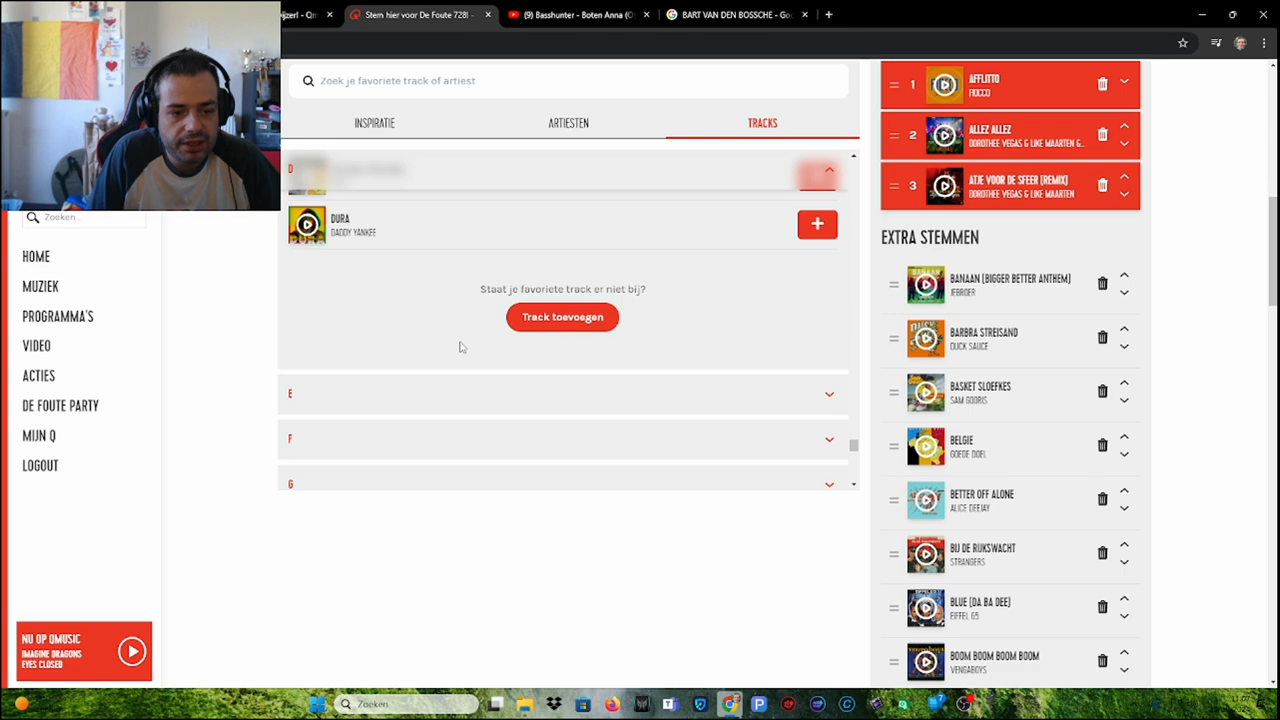 ijzer! - Qm
Stem hier voor De Foute 728!
(9) Basshunter - Boten Anna (O
BART VAN DEN BOSSCHE - Goo
Zoek je favoriete track of artiest
INSPIRATIE
ARTIESTEN
TRACKS
D
DURA
DADDY YANKEE
Staat je favoriete track er niet bij?
Track toevoegen
E
F
G
Zoeken...
HOME
MUZIEK
PROGRAMMA'S
VIDEO
ACTIES
DE FOUTE PARTY
MIJN Q
LOGOUT
NU OP QMUSIC
IMAGINE DRAGONS
EYES CLOSED
1
AFFLITTO
FIOCCO
2
ALLEZ ALLEZ
DOROTHEE VEGAS & LIKE MAARTEN &..
3
ATJE VOOR DE SFEER (REMIX)
DOROTHEE VEGAS & LIKE MAARTEN
EXTRA STEMMEN
BANAAN (BIGGER BETTER ANTHEM)
JEBROER
BARBRA STREISAND
DUCK SAUCE
BASKET SLOEFKES
SAM GOORIS
BELGIE
GOEDE DOEL
BETTER OFF ALONE
ALICE DEEJAY
BIJ DE RIJKSWACHT
STRANGERS
BLUE (DA BA DEE)
EIFFEL 65
BOOM BOOM BOOM BOOM
VENGABOYS
Zoeken